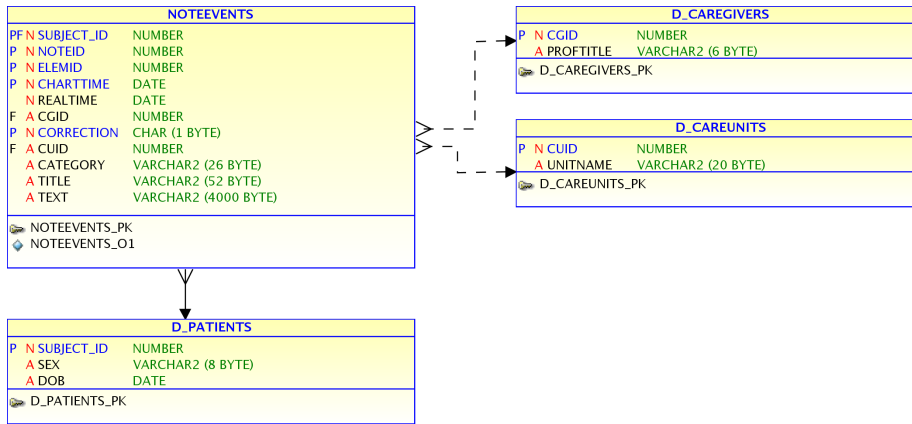 NOTEEVENTS
PF N SUBJECT_ID NUMBER
P N NOTEID NUMBER
P N ELEMID NUMBER
P N CHARTTIME DATE
N REALTIME DATE
F A CGID NUMBER
P N CORRECTION CHAR (1 BYTE)
F A CUID NUMBER
A CATEGORY VARCHAR2 (26 BYTE)
A TITLE VARCHAR2 (52 BYTE)
A TEXT VARCHAR2 (4000 BYTE)
NOTEEVENTS_PK
NOTEEVENTS_O1
D_CAREGIVERS
P N CGID NUMBER
A PROFTITLE VARCHAR2 (6 BYTE)
D_CAREGIVERS_PK
D_CAREUNITS
P N CUID NUMBER
A UNITNAME VARCHAR2 (20 BYTE)
D_CAREUNITS_PK
D_PATIENTS
P N SUBJECT_ID NUMBER
A SEX VARCHAR2 (8 BYTE)
A DOB DATE
D_PATIENTS_PK